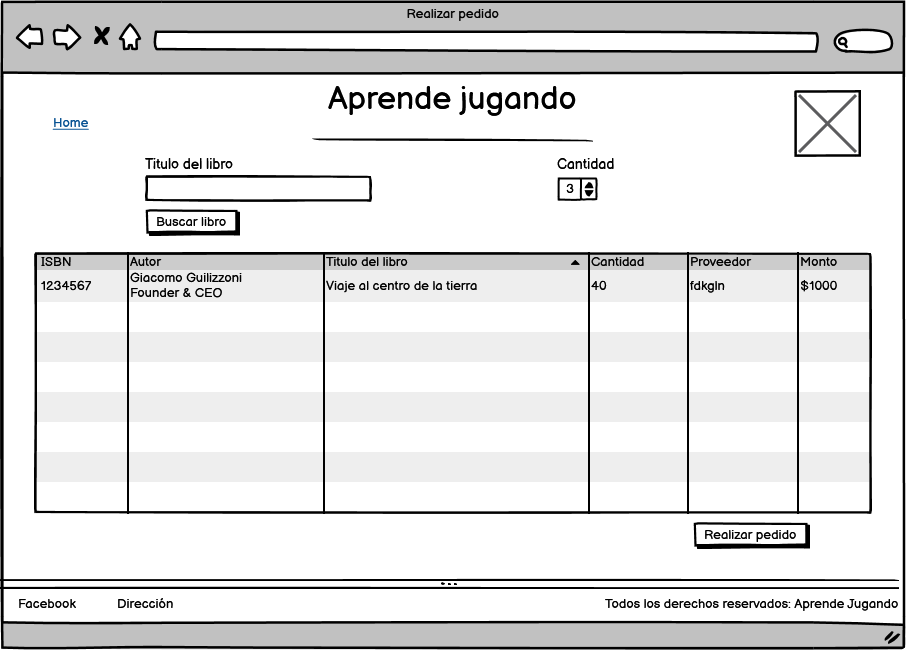 Realizar pedido
Aprende jugando
Home
Titulo del libro
Cantidad
3
Buscar libro
ISBN Autor Titulo del libro Cantidad Proveedor Monto
1234567 Giacomo Guilizzoni
Founder & CEO Viaje al centro de la tierra 40 fdkgln $1000
Realizar pedido
Facebook Dirección Todos los derechos reservados: Aprende Jugando